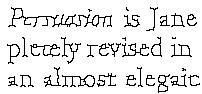 Persuasion is Jane
pletely revised in
an almost elegaic